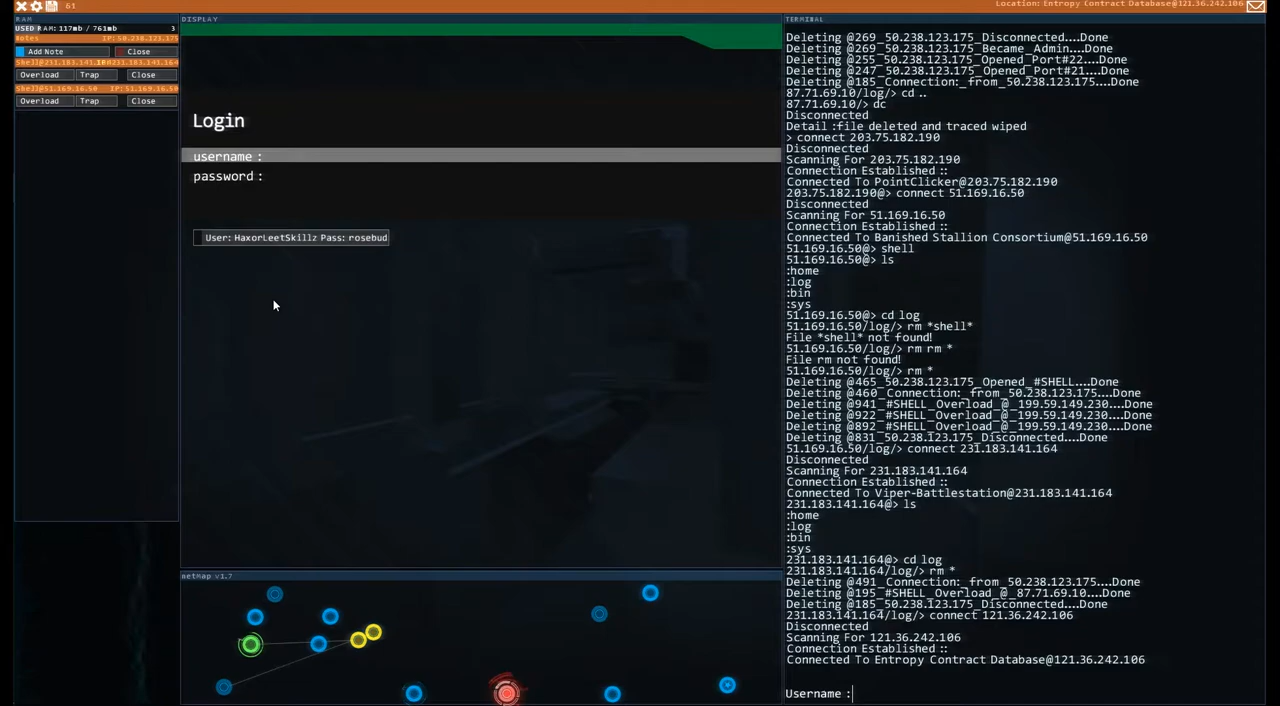 61
Location: Entropy Contract Database@121.36.242.106
RAM
USED RAM: 117mb / 761mb 3
Notes IP: 50.238.123.175
Add Note
Close
Overload
Trap
Close
Shell@51.169.16.50 IP: 51.169.16.50
Overload
Trap
Close
DISPLAY
Login
username :
password :
User: HaxorLeetSkillz Pass: rosebud
netMap v1.7
TERMINAL
Deleting @269_50.238.123.175_Disconnected....Done
Deleting @269_50.238.123.175_Became_Admin....Done
Deleting @255_50.238.123.175_Opened_Port#22....Done
Deleting @247_50.238.123.175_Opened_Port#21....Done
Deleting @185_Connection:_from_50.238.123.175....Done
87.71.69.10/log/> cd ..
87.71.69.10/> dc
Disconnected
Detail :file deleted and traced wiped
> connect 203.75.182.190
Disconnected
Scanning For 203.75.182.190
Connection Established ::
Connected To PointClicker@203.75.182.190
203.75.182.190@> connect 51.169.16.50
Disconnected
Scanning For 51.169.16.50
Connection Established ::
Connected To Banished Stallion Consortium@51.169.16.50
51.169.16.50@> shell
51.169.16.50@> ls
:home
:log
:bin
:sys
51.169.16.50@> cd log
51.169.16.50/log/> rm *shell*
File *shell* not found!
51.169.16.50/log/> rm rm *
File rm not found!
51.169.16.50/log/> rm *
Deleting @465_50.238.123.175_Opened_#SHELL....Done
Deleting @460_Connection:_from_50.238.123.175....Done
Deleting @941_#SHELL_Overload_@_199.59.149.230....Done
Deleting @922_#SHELL_Overload_@_199.59.149.230....Done
Deleting @892_#SHELL_Overload_@_199.59.149.230....Done
Deleting @831_50.238.123.175_Disconnected....Done
51.169.16.50/log/> connect 231.183.141.164
Disconnected
Scanning For 231.183.141.164
Connection Established ::
Connected To Viper-Battlestation@231.183.141.164
231.183.141.164@> ls
:home
:log
:bin
:sys
231.183.141.164@> cd log
231.183.141.164/log/> rm *
Deleting @491_Connection:_from_50.238.123.175....Done
Deleting @195_#SHELL_Overload_@_87.71.69.10....Done
Deleting @185_50.238.123.175_Disconnected....Done
231.183.141.164/log/> connect 121.36.242.106
Disconnected
Scanning For 121.36.242.106
Connection Established ::
Connected To Entropy Contract Database@121.36.242.106
Username :